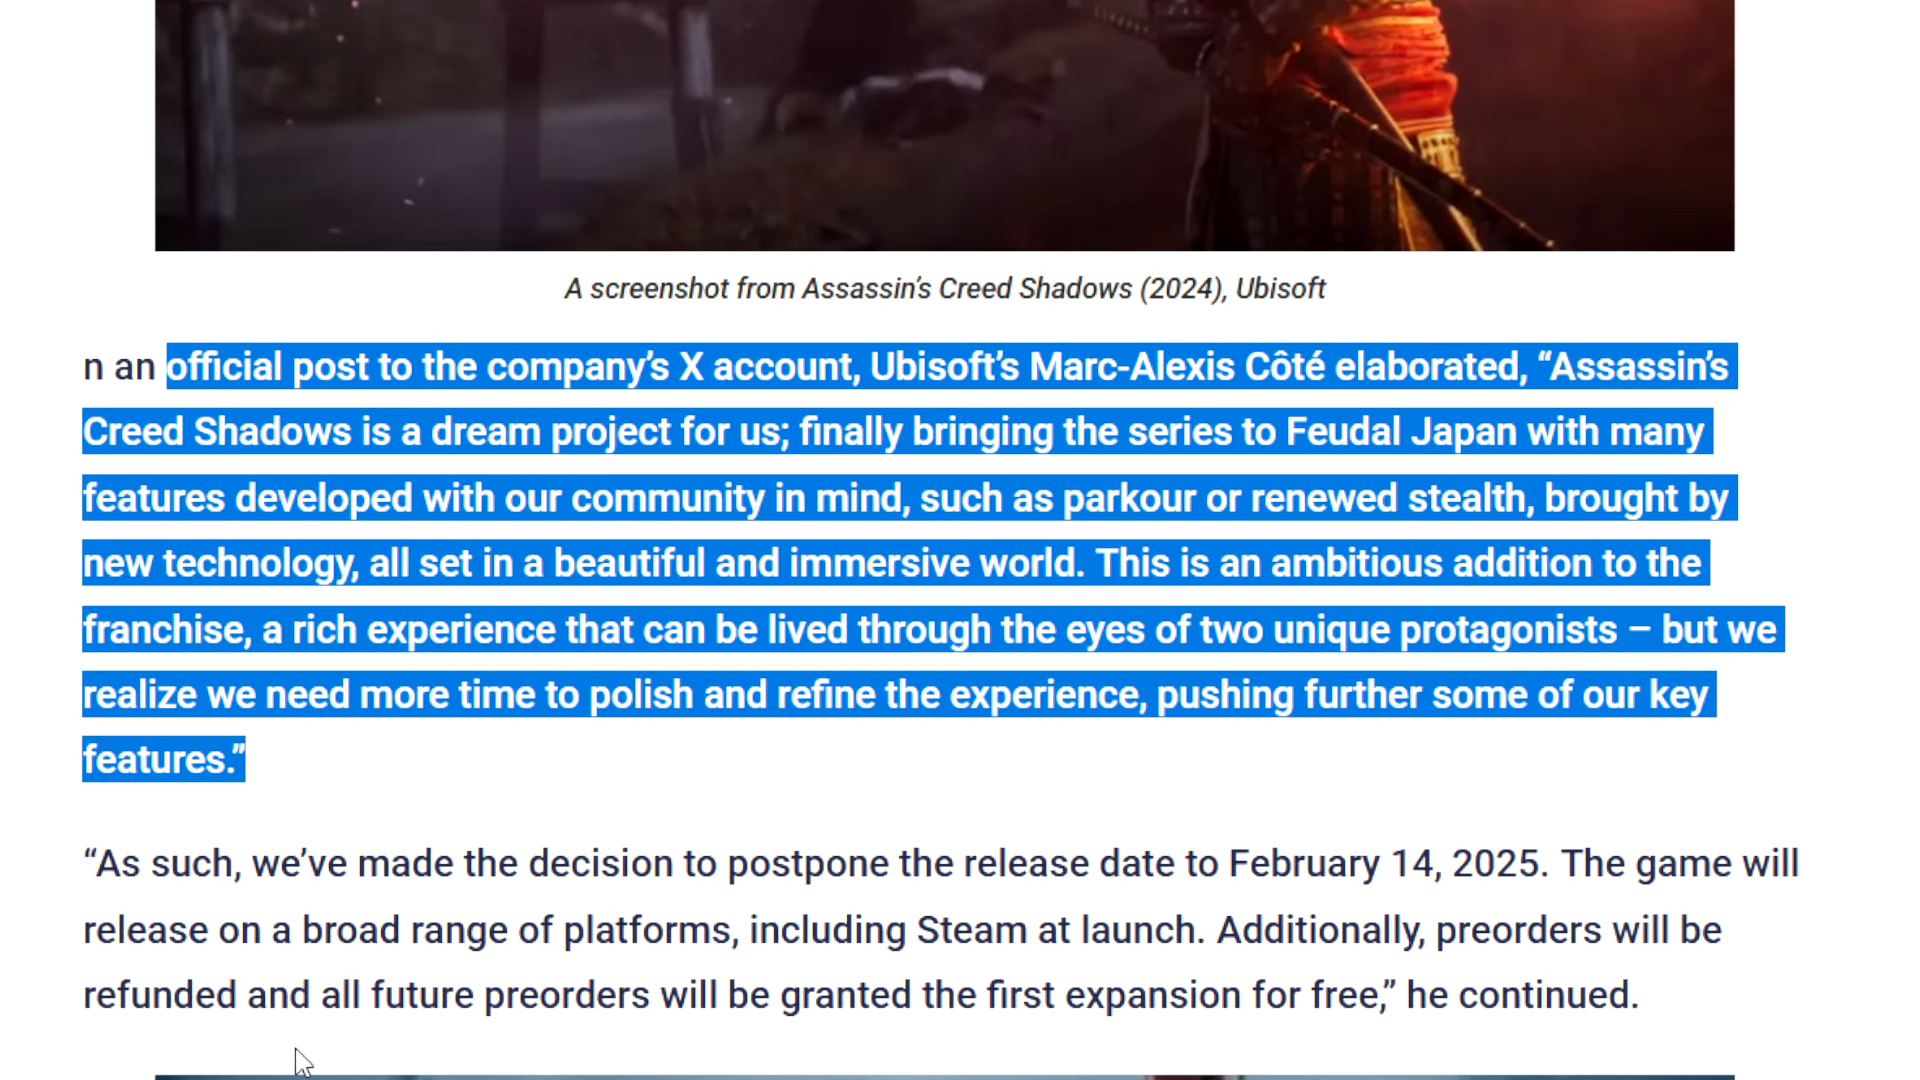 A screenshot from Assassin's Creed Shadows (2024), Ubisoft
n an official post to the company’s X account, Ubisoft’s Marc-Alexis Côté elaborated, “Assassin’s
Creed Shadows is a dream project for us; finally bringing the series to Feudal Japan with many
features developed with our community in mind, such as parkour or renewed stealth, brought by
new technology, all set in a beautiful and immersive world. This is an ambitious addition to the
franchise, a rich experience that can be lived through the eyes of two unique protagonists – but we
realize we need more time to polish and refine the experience, pushing further some of our key
features.”
“As such, we’ve made the decision to postpone the release date to February 14, 2025. The game will
release on a broad range of platforms, including Steam at launch. Additionally, preorders will be
refunded and all future preorders will be granted the first expansion for free,” he continued.